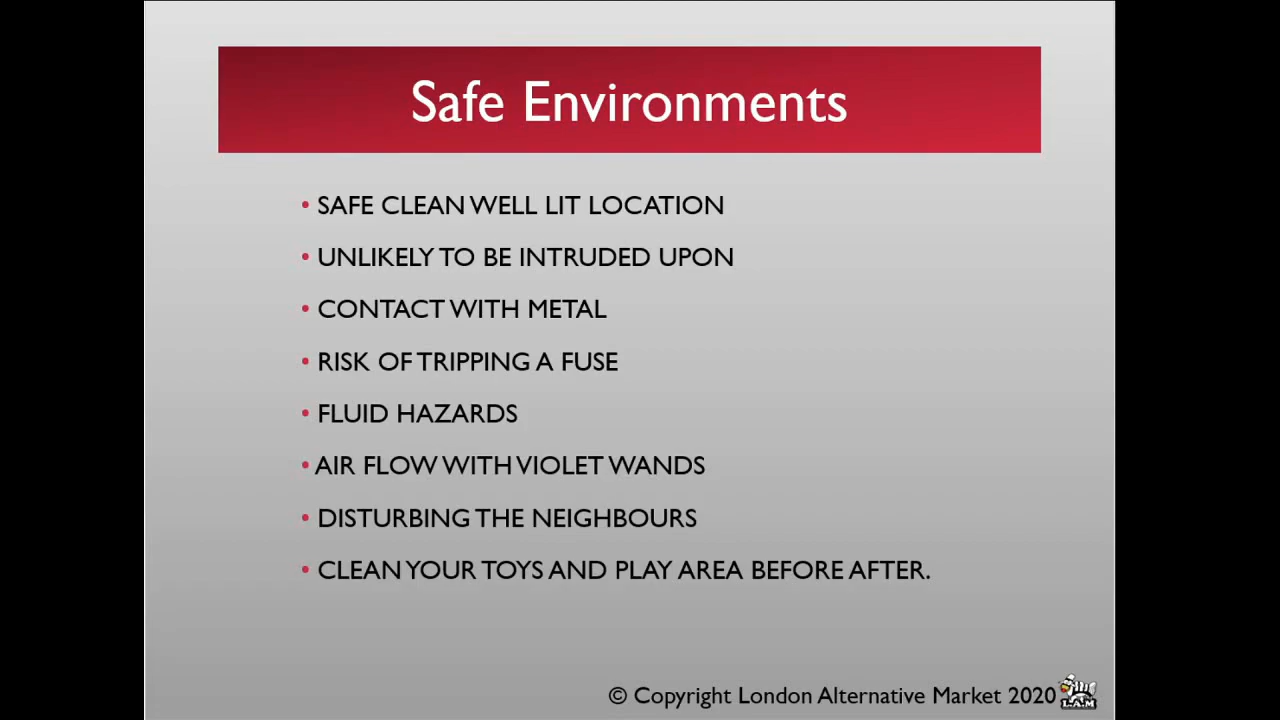 Safe Environments
• SAFE CLEAN WELL LIT LOCATION
• UNLIKELY TO BE INTRUDED UPON
• CONTACT WITH METAL
• RISK OF TRIPPING A FUSE
• FLUID HAZARDS
• AIR FLOW WITH VIOLET WANDS
• DISTURBING THE NEIGHBOURS
• CLEAN YOUR TOYS AND PLAY AREA BEFORE AFTER.
© Copyright London Alternative Market 2020
L.A.M